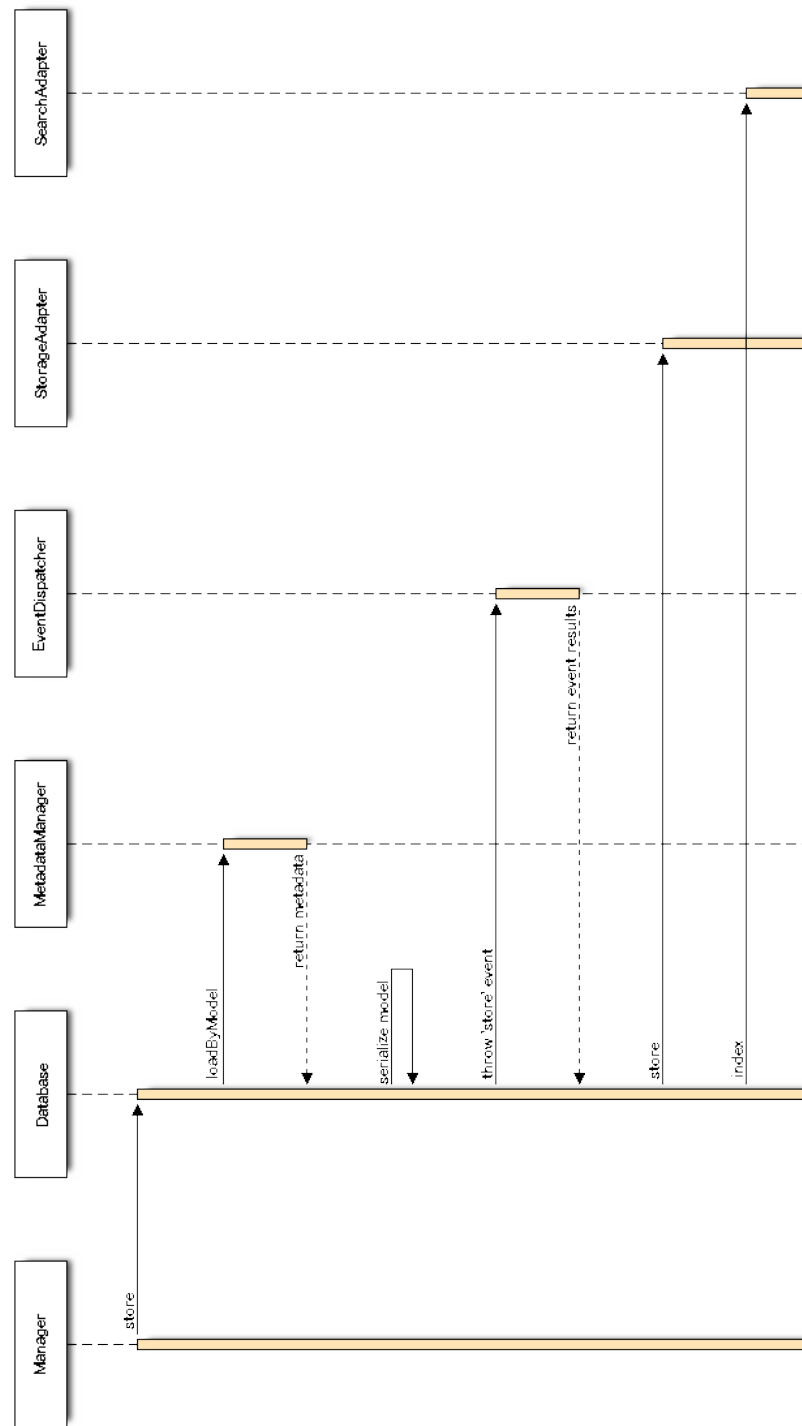 Manager
Database
MetadataManager
EventDispatcher
StorageAdapter
SearchAdapter
store
loadByModel
return metadata
serialize model
throw 'store' event
return event results
store
index